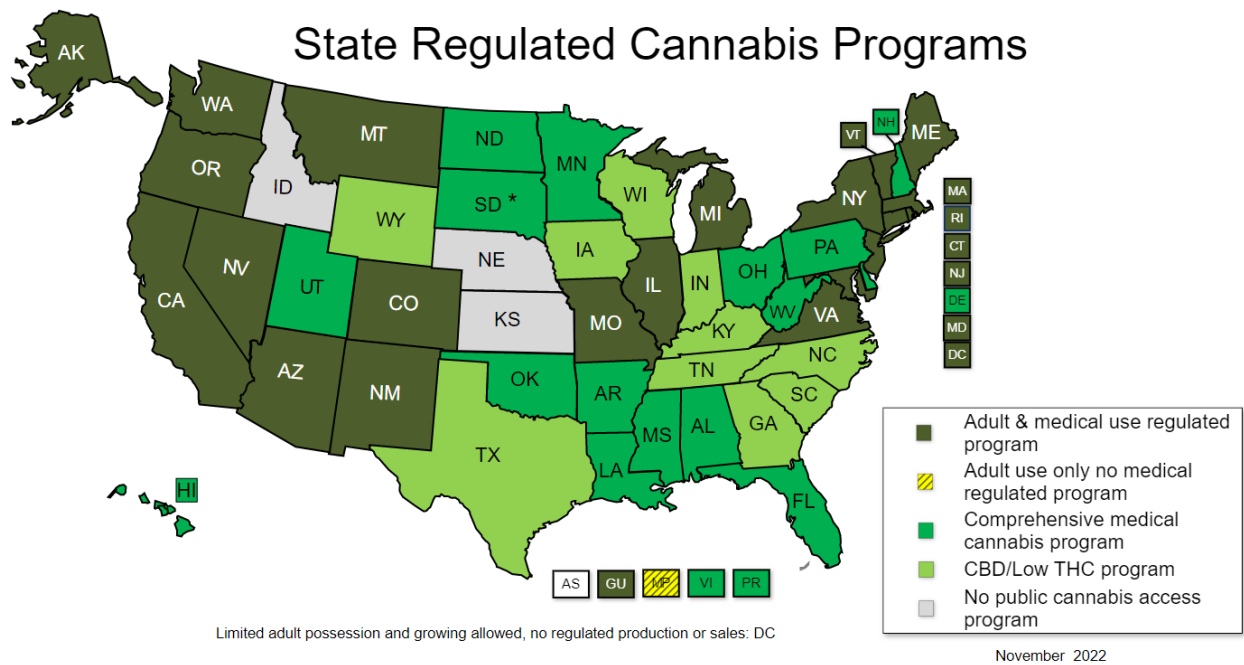 State Regulated Cannabis Programs
AK
WA
MT
ND
MN
NH
VT
ME
OR
ID
WY
SD *
WI
MI
NY
MA
RI
CT
NJ
DE
MD
DC
NV
UT
NE
IA
IL
IN
OH
PA
CA
CO
KS
MO
KY
WV
VA
AZ
NM
OK
AR
TN
NC
SC
TX
LA
MS
AL
GA
FL
HI
AS
GU
MP
VI
PR
Adult & medical use regulated
program
Adult use only no medical
regulated program
Comprehensive medical
cannabis program
CBD/Low THC program
No public cannabis access
program
Limited adult possession and growing allowed, no regulated production or sales: DC
November 2022